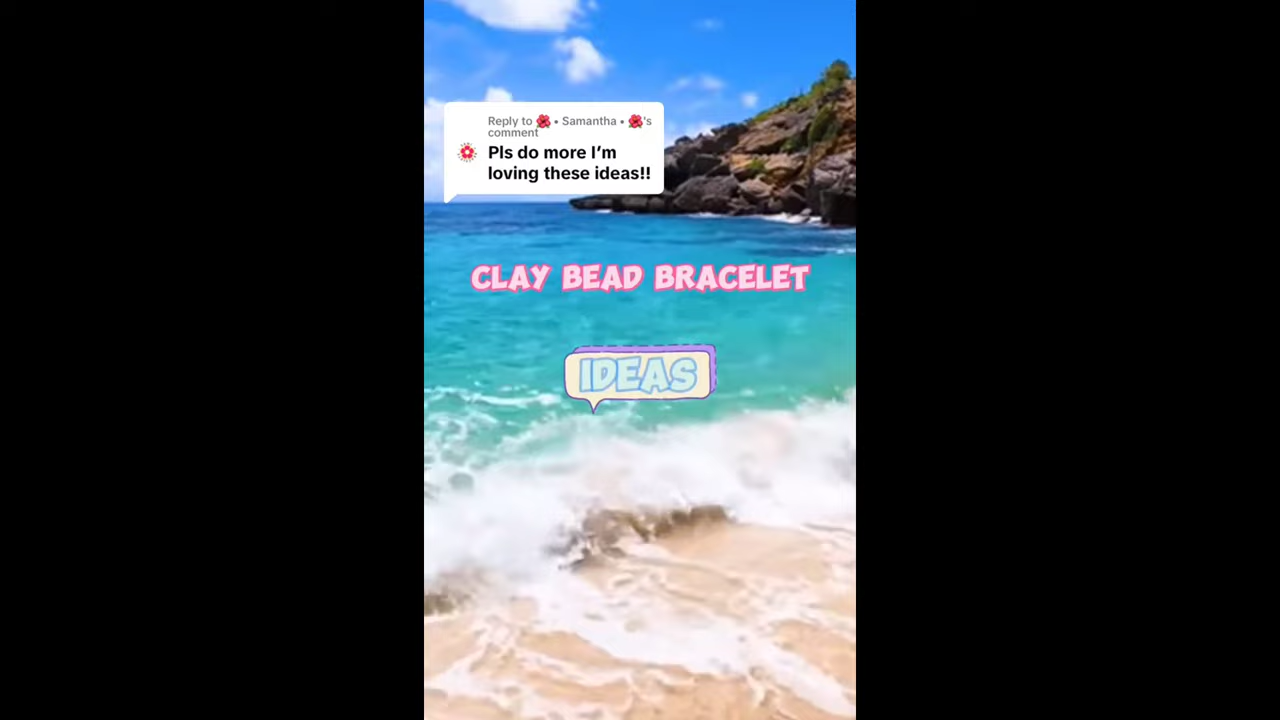 Reply to 🌺 • Samantha • 🌺's
comment
Pls do more I’m
loving these ideas!!
CLAY BEAD BRACELET
IDEAS